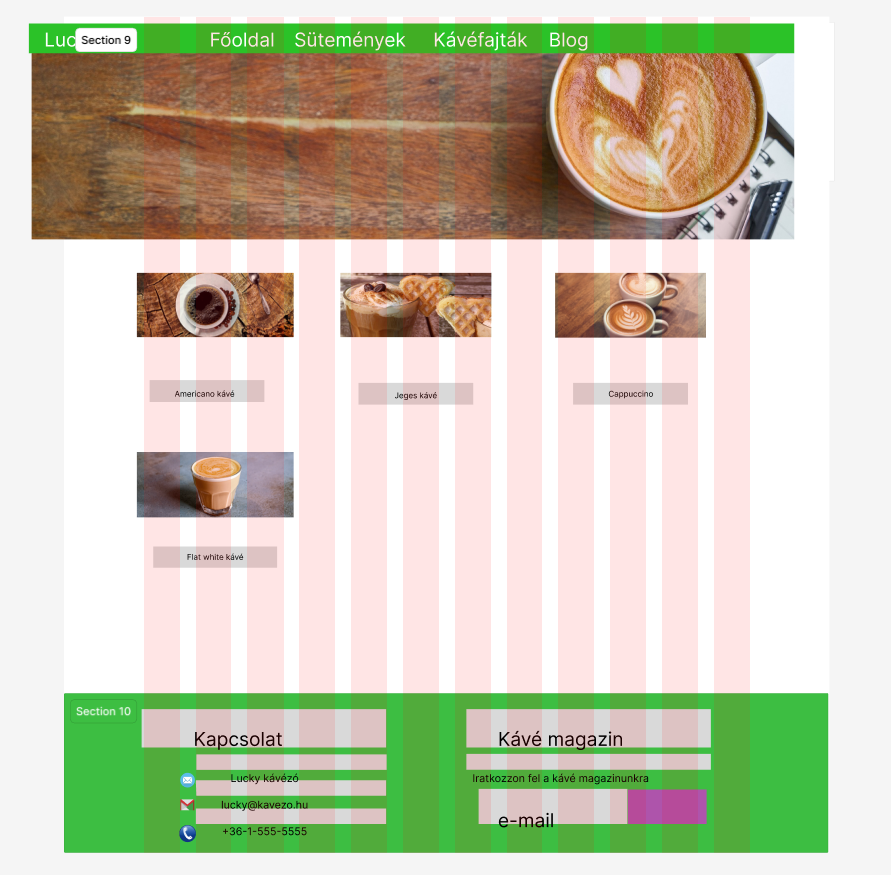 Luc Section 9 Főoldal Sütemények Kávéfajták Blog
Americano kávé Jeges kávé Cappuccino
Flat white kávé
Section 10
Kapcsolat
Lucky kávézó
lucky@kavezo.hu
+36-1-555-5555
Kávé magazin
Iratkozzon fel a kávé magazinunkra
e-mail